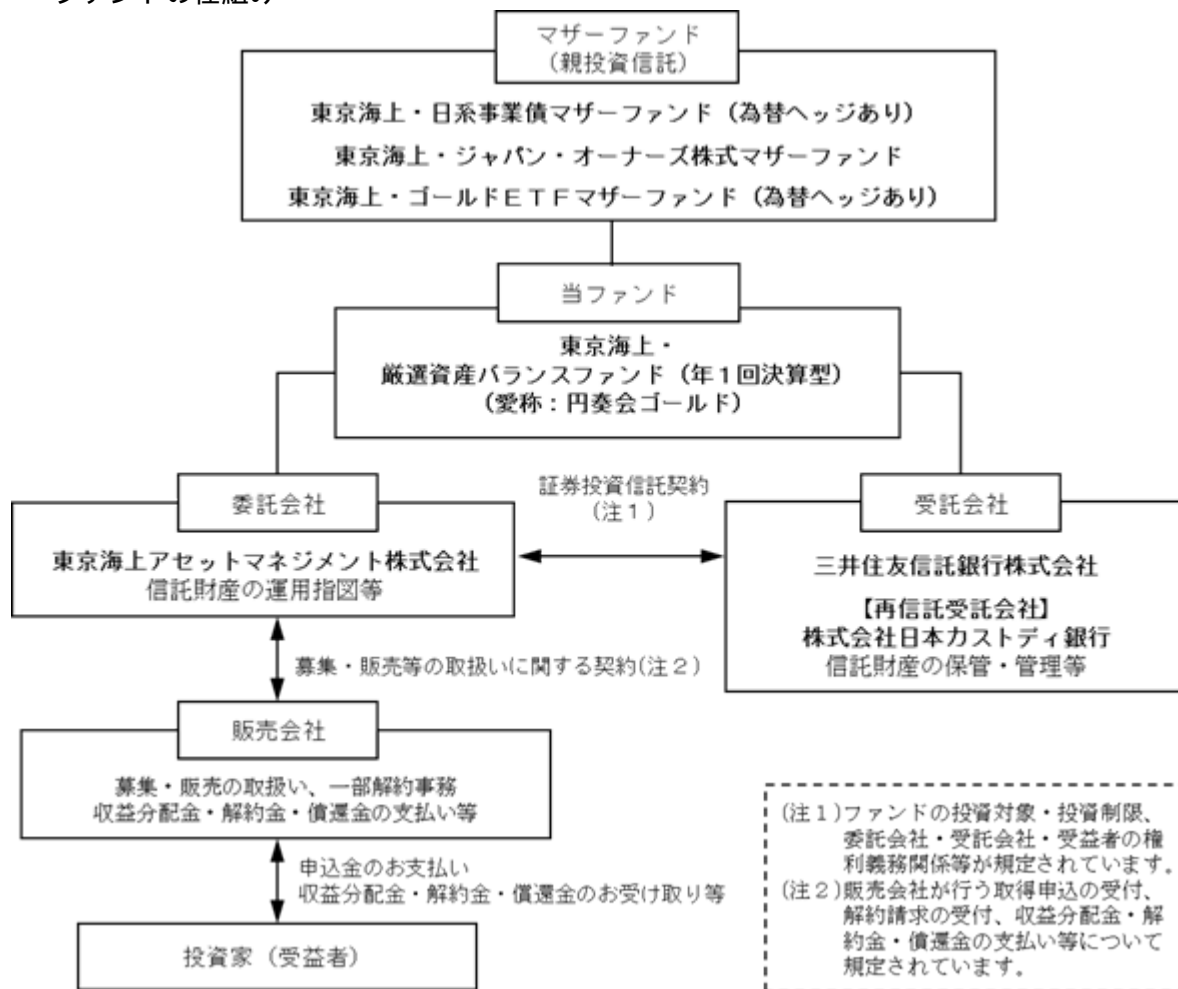 ファンドの仕組み
マザーファンド
(親投資信託)
東京海上・日系事業債マザーファンド(為替ヘッジあり)
東京海上・ジャパン・オーナーズ株式マザーファンド
東京海上・ゴールドETFマザーファンド(為替ヘッジあり)
当ファンド
東京海上・
厳選資産バランスファンド(年1回決算型)
(愛称:円奏会ゴールド)
委託会社
東京海上アセットマネジメント株式会社
信託財産の運用指図等
証券投資信託契約
(注1)
受託会社
三井住友信託銀行株式会社
【再信託受託会社】
株式会社日本カストディ銀行
信託財産の保管・管理等
募集・販売等の取扱いに関する契約(注2)
販売会社
募集・販売の取扱い、一部解約事務
収益分配金・解約金・償還金の支払い等
申込金のお支払い
収益分配金・解約金・償還金のお受け取り等
投資家(受益者)
(注1)ファンドの投資対象・投資制限、
委託会社・受託会社・受益者の権
利義務関係等が規定されています。
(注2)販売会社が行う取得申込の受付、
解約請求の受付、収益分配金・解
約金・償還金の支払い等について
規定されています。